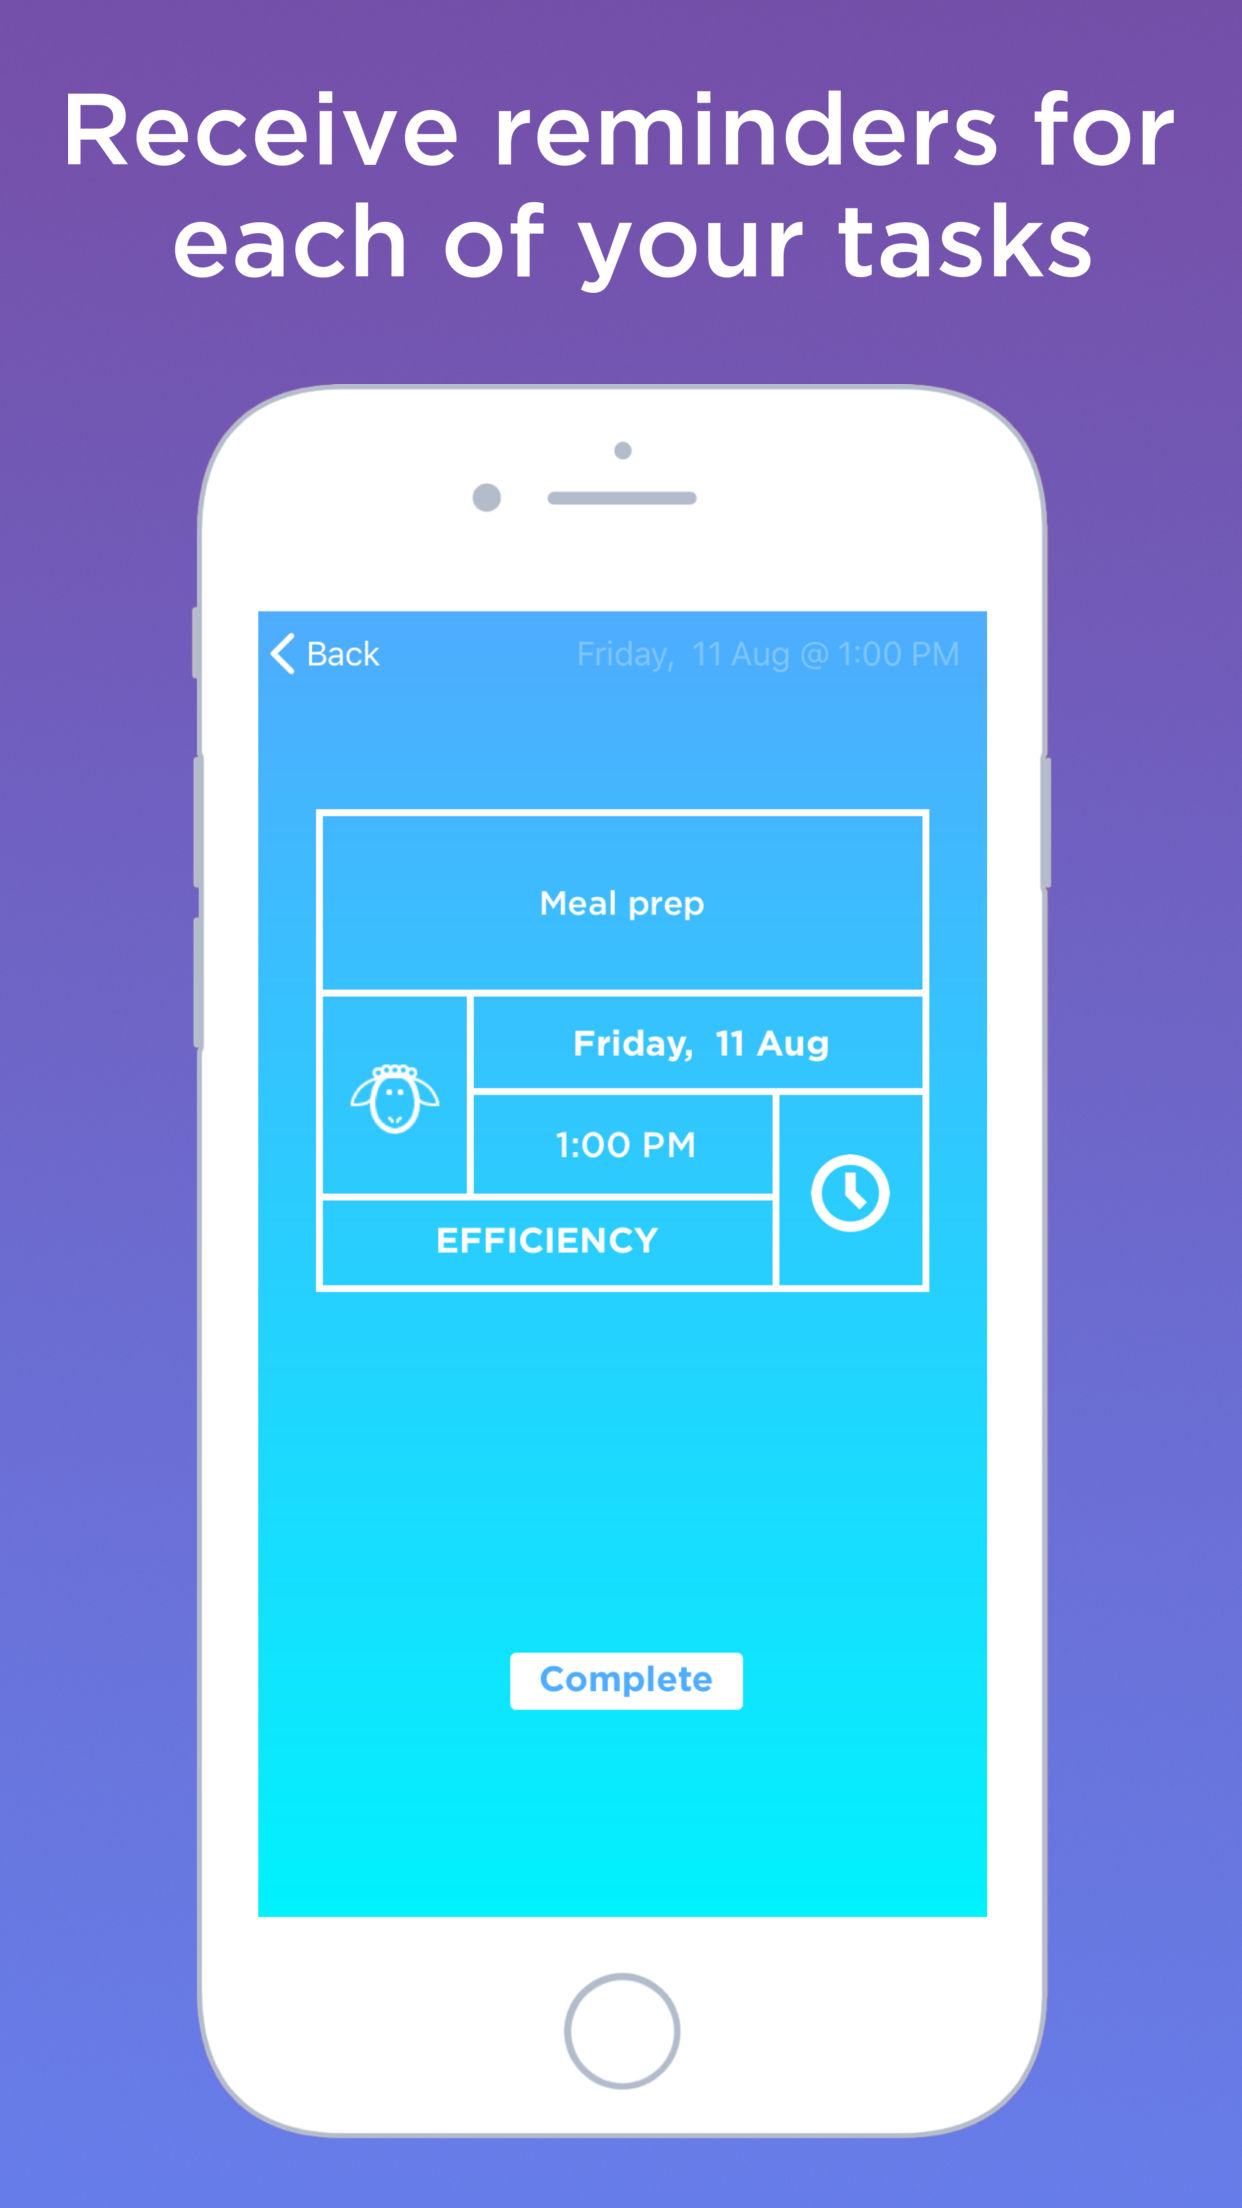 Receive reminders for
each of your tasks
Back
Friday,  11 Aug @ 1:00 PM
Meal prep
Friday,  11 Aug
1:00 PM
EFFICIENCY
Complete